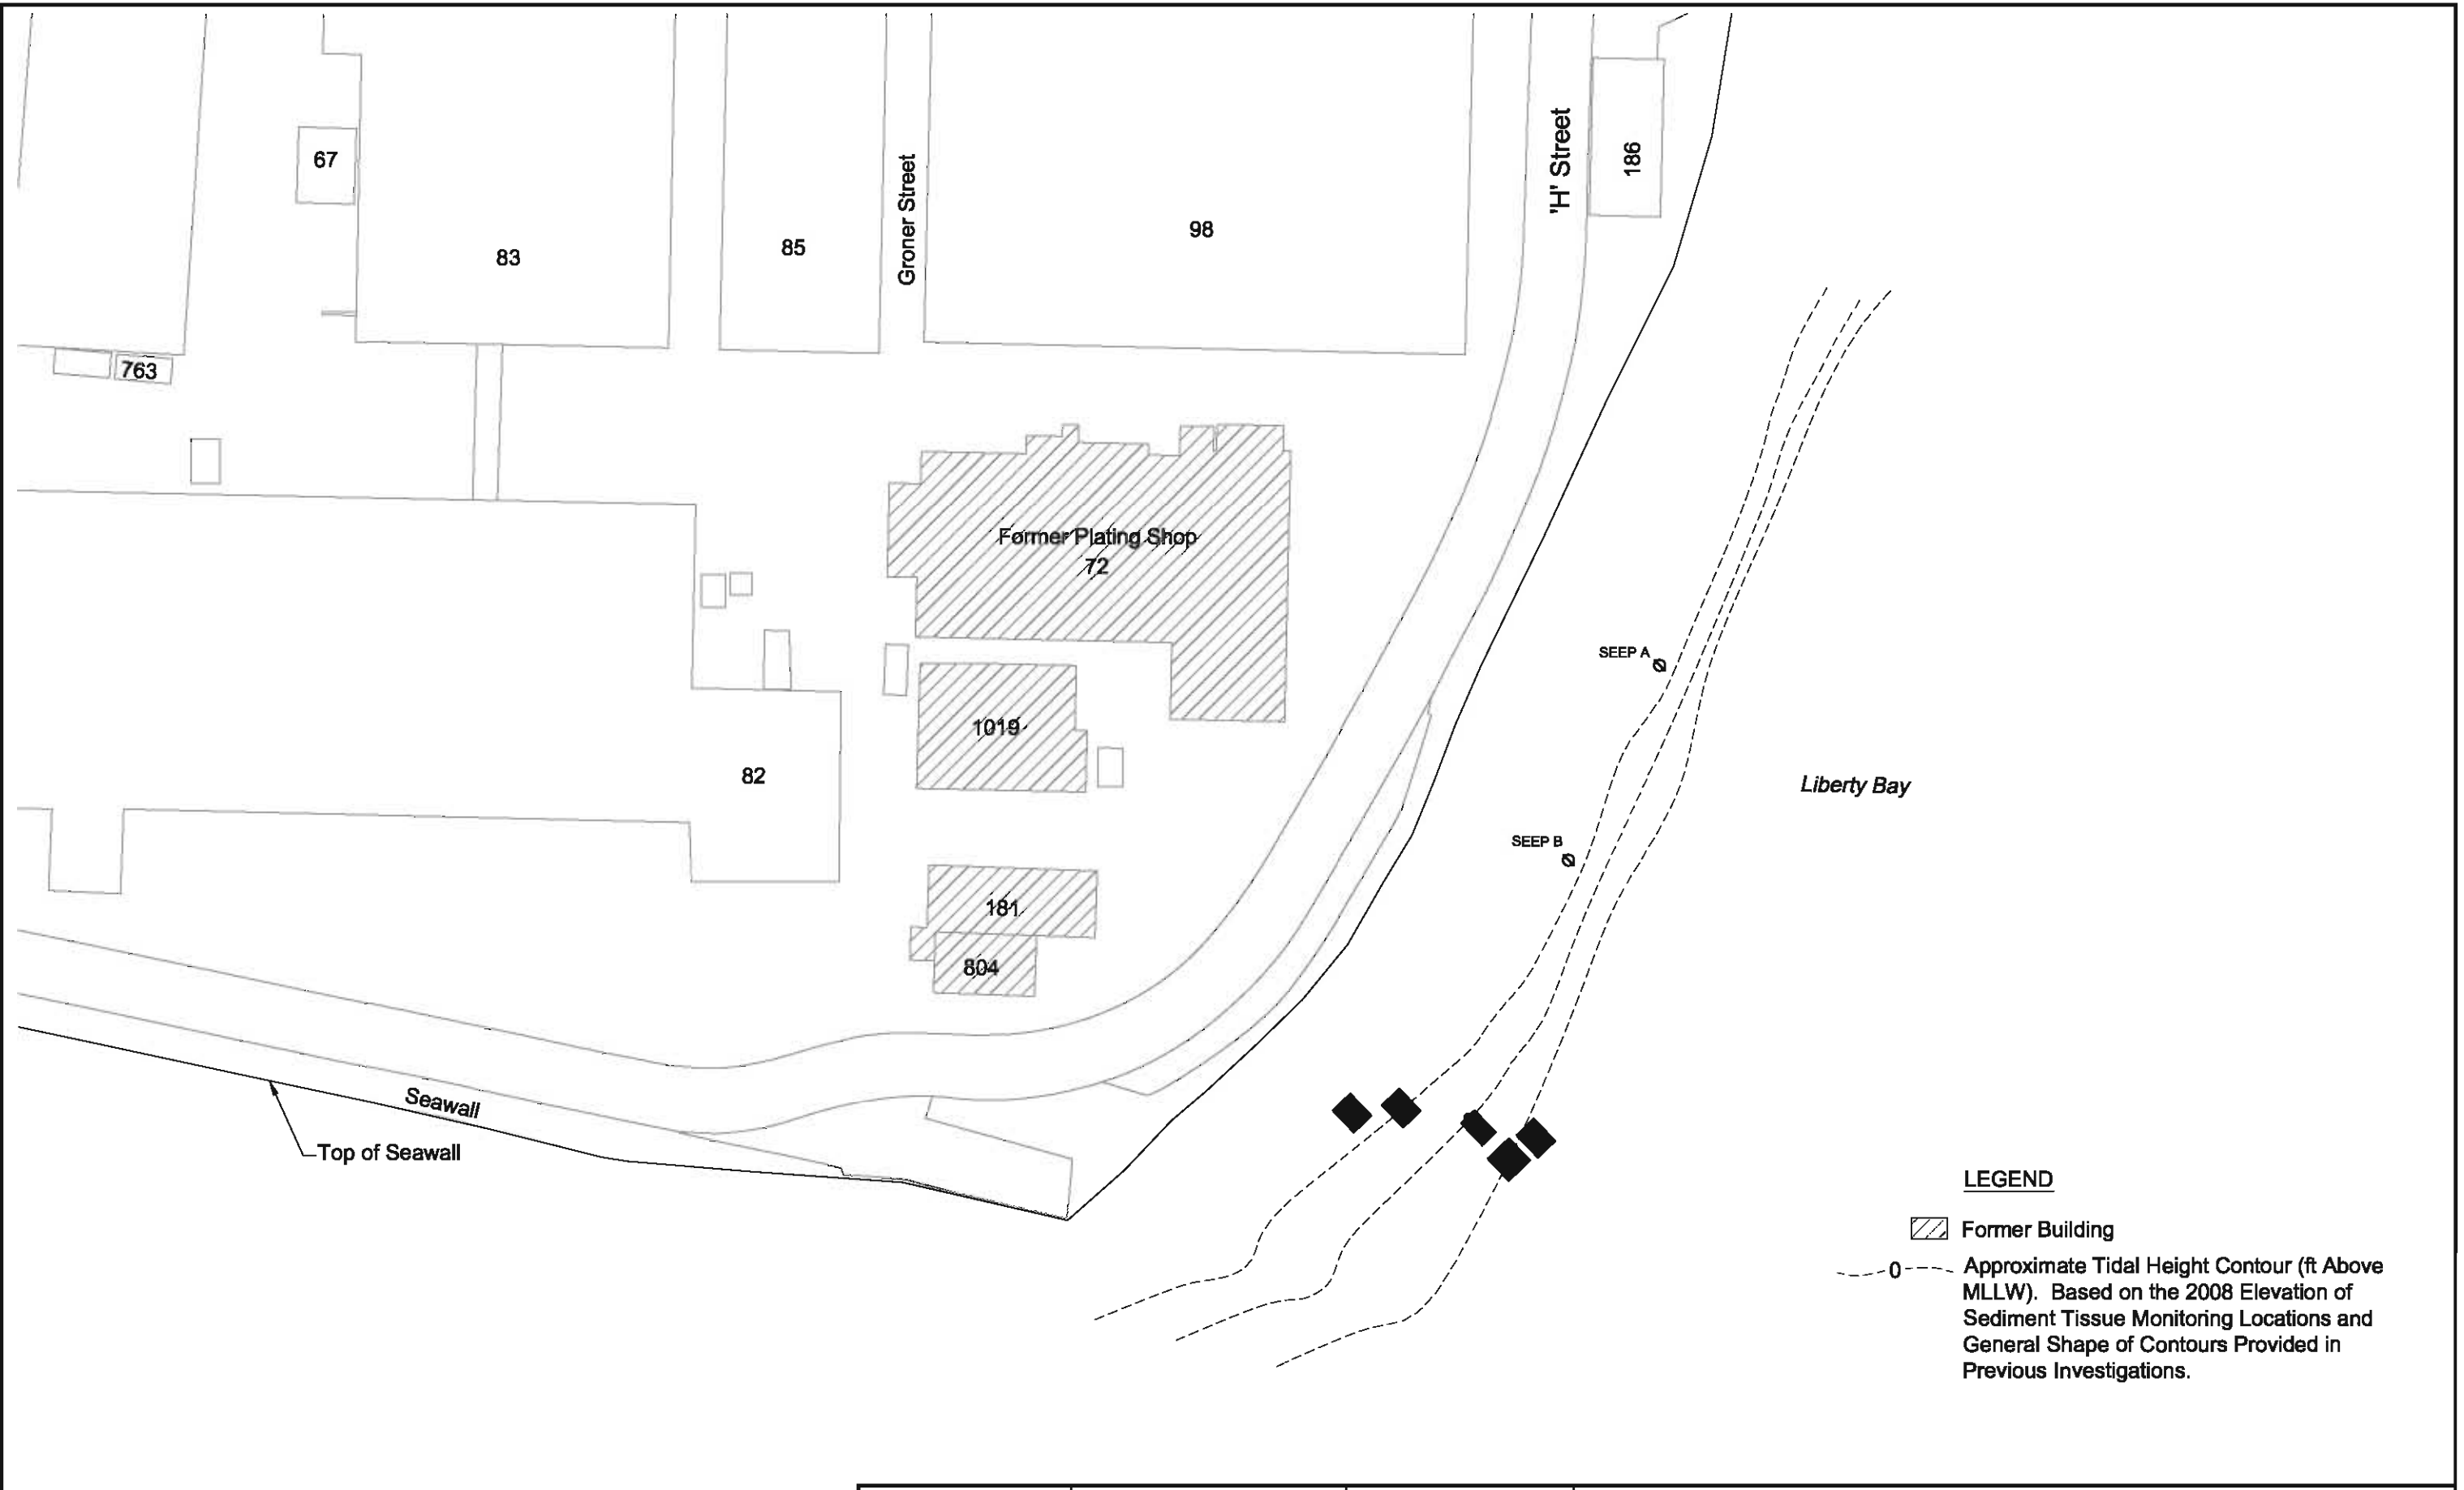 67
83
85
Groner Street
98
'H' Street
186
763
Former Plating Shop
72
SEEP A
1019
82
Liberty Bay
SEEP B
181
804
Seawall
Top of Seawall
LEGEND
Former Building
0
Approximate Tidal Height Contour (ft Above
MLLW). Based on the 2008 Elevation of
Sediment Tissue Monitoring Locations and
General Shape of Contours Provided in
Previous Investigations.